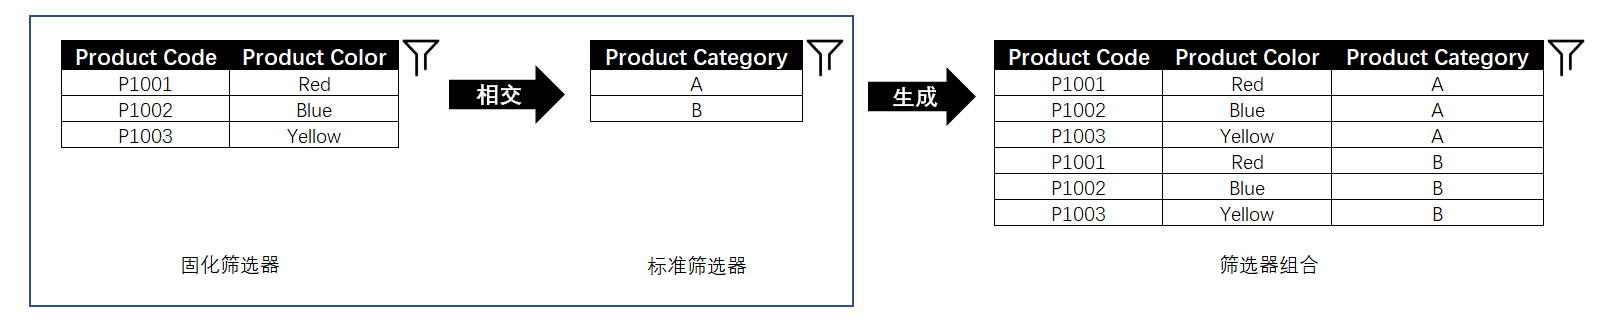 Product Code Product Color
P1001 Red
P1002 Blue
P1003 Yellow
固化筛选器
相交
Product Category
A
B
标准筛选器
生成
Product Code Product Color Product Category
P1001 Red A
P1002 Blue A
P1003 Yellow A
P1001 Red B
P1002 Blue B
P1003 Yellow B
筛选器组合